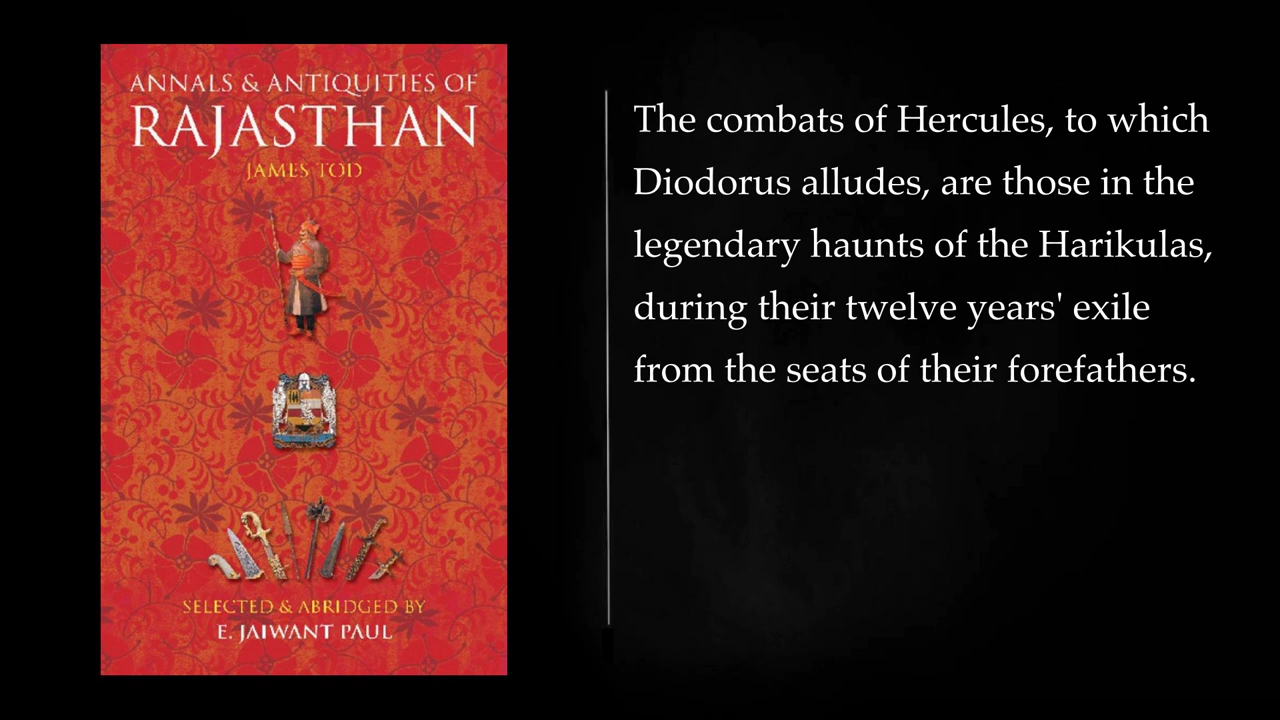 ANNALS & ANTIQUITIES OF
RAJASTHAN
JAMES TOD
SELECTED & ABRIDGED BY
E. JAIWANT PAUL
The combats of Hercules, to which
Diodorus alludes, are those in the
legendary haunts of the Harikulas,
during their twelve years' exile
from the seats of their forefathers.